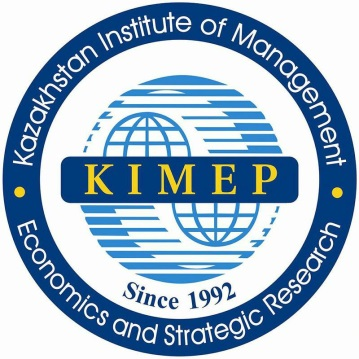 Kazakhstan Institute of Management
KIMEP
Since 1992
Economics and Strategic Research